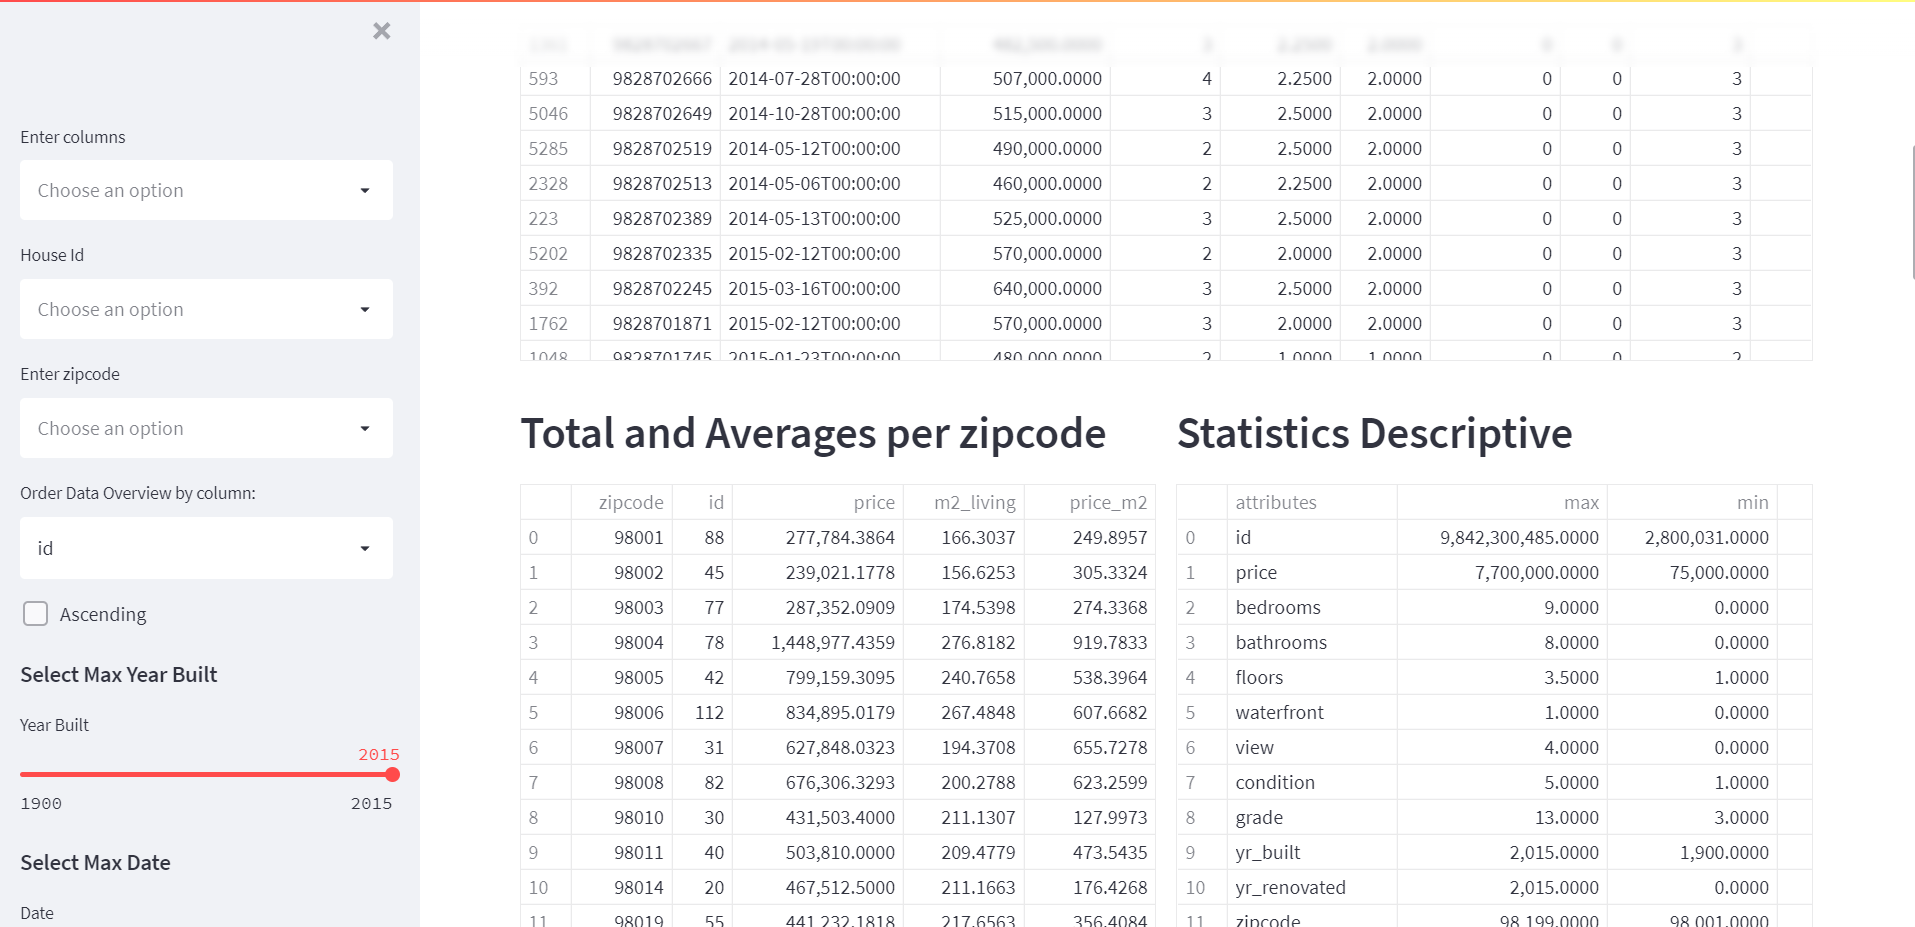 Enter columns
Choose an option
House Id
Choose an option
Enter zipcode
Choose an option
Order Data Overview by column:
id
Ascending
Select Max Year Built
Year Built
2015
1900 2015
Select Max Date
Date
593 9828702666 2014-07-28T00:00:00 507,000.0000 4 2.2500 2.0000 0 0 3
5046 9828702649 2014-10-28T00:00:00 515,000.0000 3 2.5000 2.0000 0 0 3
5285 9828702519 2014-05-12T00:00:00 490,000.0000 2 2.5000 2.0000 0 0 3
2328 9828702513 2014-05-06T00:00:00 460,000.0000 2 2.2500 2.0000 0 0 3
223 9828702389 2014-05-13T00:00:00 525,000.0000 3 2.5000 2.0000 0 0 3
5202 9828702335 2015-02-12T00:00:00 570,000.0000 2 2.0000 2.0000 0 0 3
392 9828702245 2015-03-16T00:00:00 640,000.0000 3 2.5000 2.0000 0 0 3
1762 9828701871 2015-02-12T00:00:00 570,000.0000 3 2.0000 2.0000 0 0 3
1048 9828701745 2015-01-23T00:00:00 480,000.0000 2 1.0000 1.0000 0 0 2
Total and Averages per zipcode
zipcode id price m2_living price_m2
0 98001 88 277,784.3864 166.3037 249.8957
1 98002 45 239,021.1778 156.6253 305.3324
2 98003 77 287,352.0909 174.5398 274.3368
3 98004 78 1,448,977.4359 276.8182 919.7833
4 98005 42 799,159.3095 240.7658 538.3964
5 98006 112 834,895.0179 267.4848 607.6682
6 98007 31 627,848.0323 194.3708 655.7278
7 98008 82 676,306.3293 200.2788 623.2599
8 98010 30 431,503.4000 211.1307 127.9973
9 98011 40 503,810.0000 209.4779 473.5435
10 98014 20 467,512.5000 211.1663 176.4268
11 98019 55 441,232.1818 217.6563 356.4084
Statistics Descriptive
attributes max min
0 id 9,842,300,485.0000 2,800,031.0000
1 price 7,700,000.0000 75,000.0000
2 bedrooms 9.0000 0.0000
3 bathrooms 8.0000 0.0000
4 floors 3.5000 1.0000
5 waterfront 1.0000 0.0000
6 view 4.0000 0.0000
7 condition 5.0000 1.0000
8 grade 13.0000 3.0000
9 yr_built 2,015.0000 1,900.0000
10 yr_renovated 2,015.0000 0.0000
11 zipcode 98,199.0000 98,001.0000